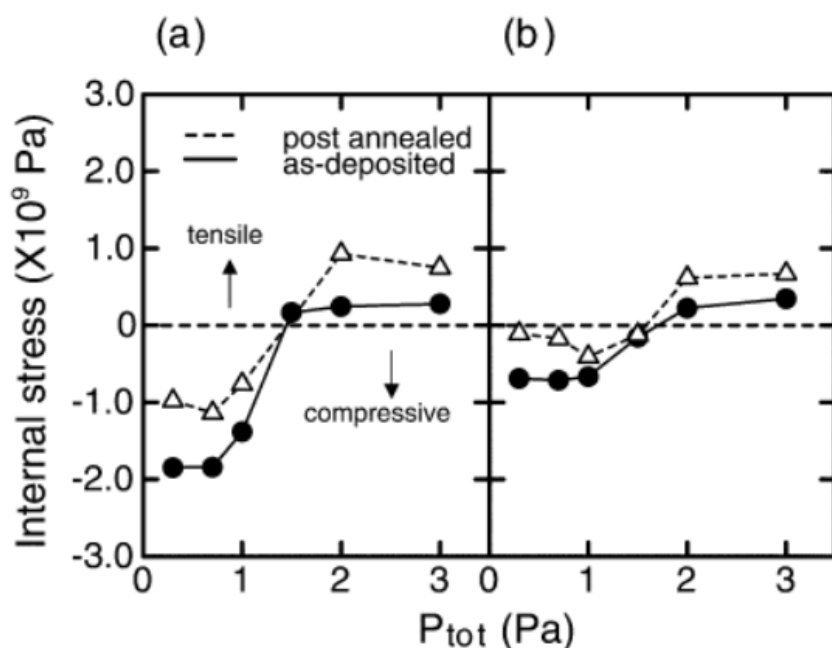 (a) (b)
3.0
2.0
1.0
0
-1.0
-2.0
-3.0
Internal stress (X10⁹ Pa)
post annealed
as-deposited
tensile
compressive
0 1 2 3 0 1 2 3
Ptot (Pa)